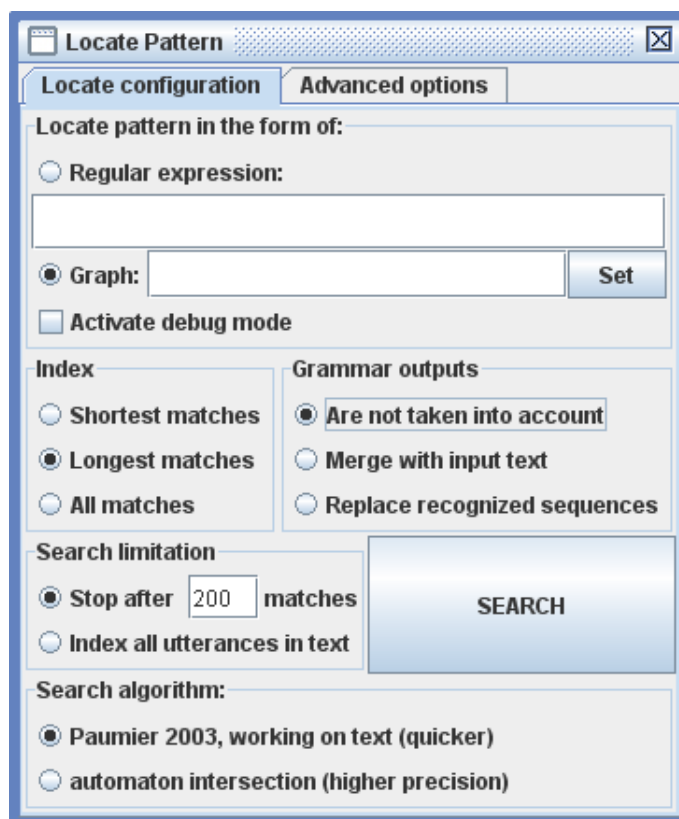 Locate Pattern
Locate configuration
Advanced options
Locate pattern in the form of:
Regular expression:
Graph:
Set
Activate debug mode
Index
Shortest matches
Longest matches
All matches
Grammar outputs
Are not taken into account
Merge with input text
Replace recognized sequences
Search limitation
Stop after 200 matches
Index all utterances in text
SEARCH
Search algorithm:
Paumier 2003, working on text (quicker)
automaton intersection (higher precision)